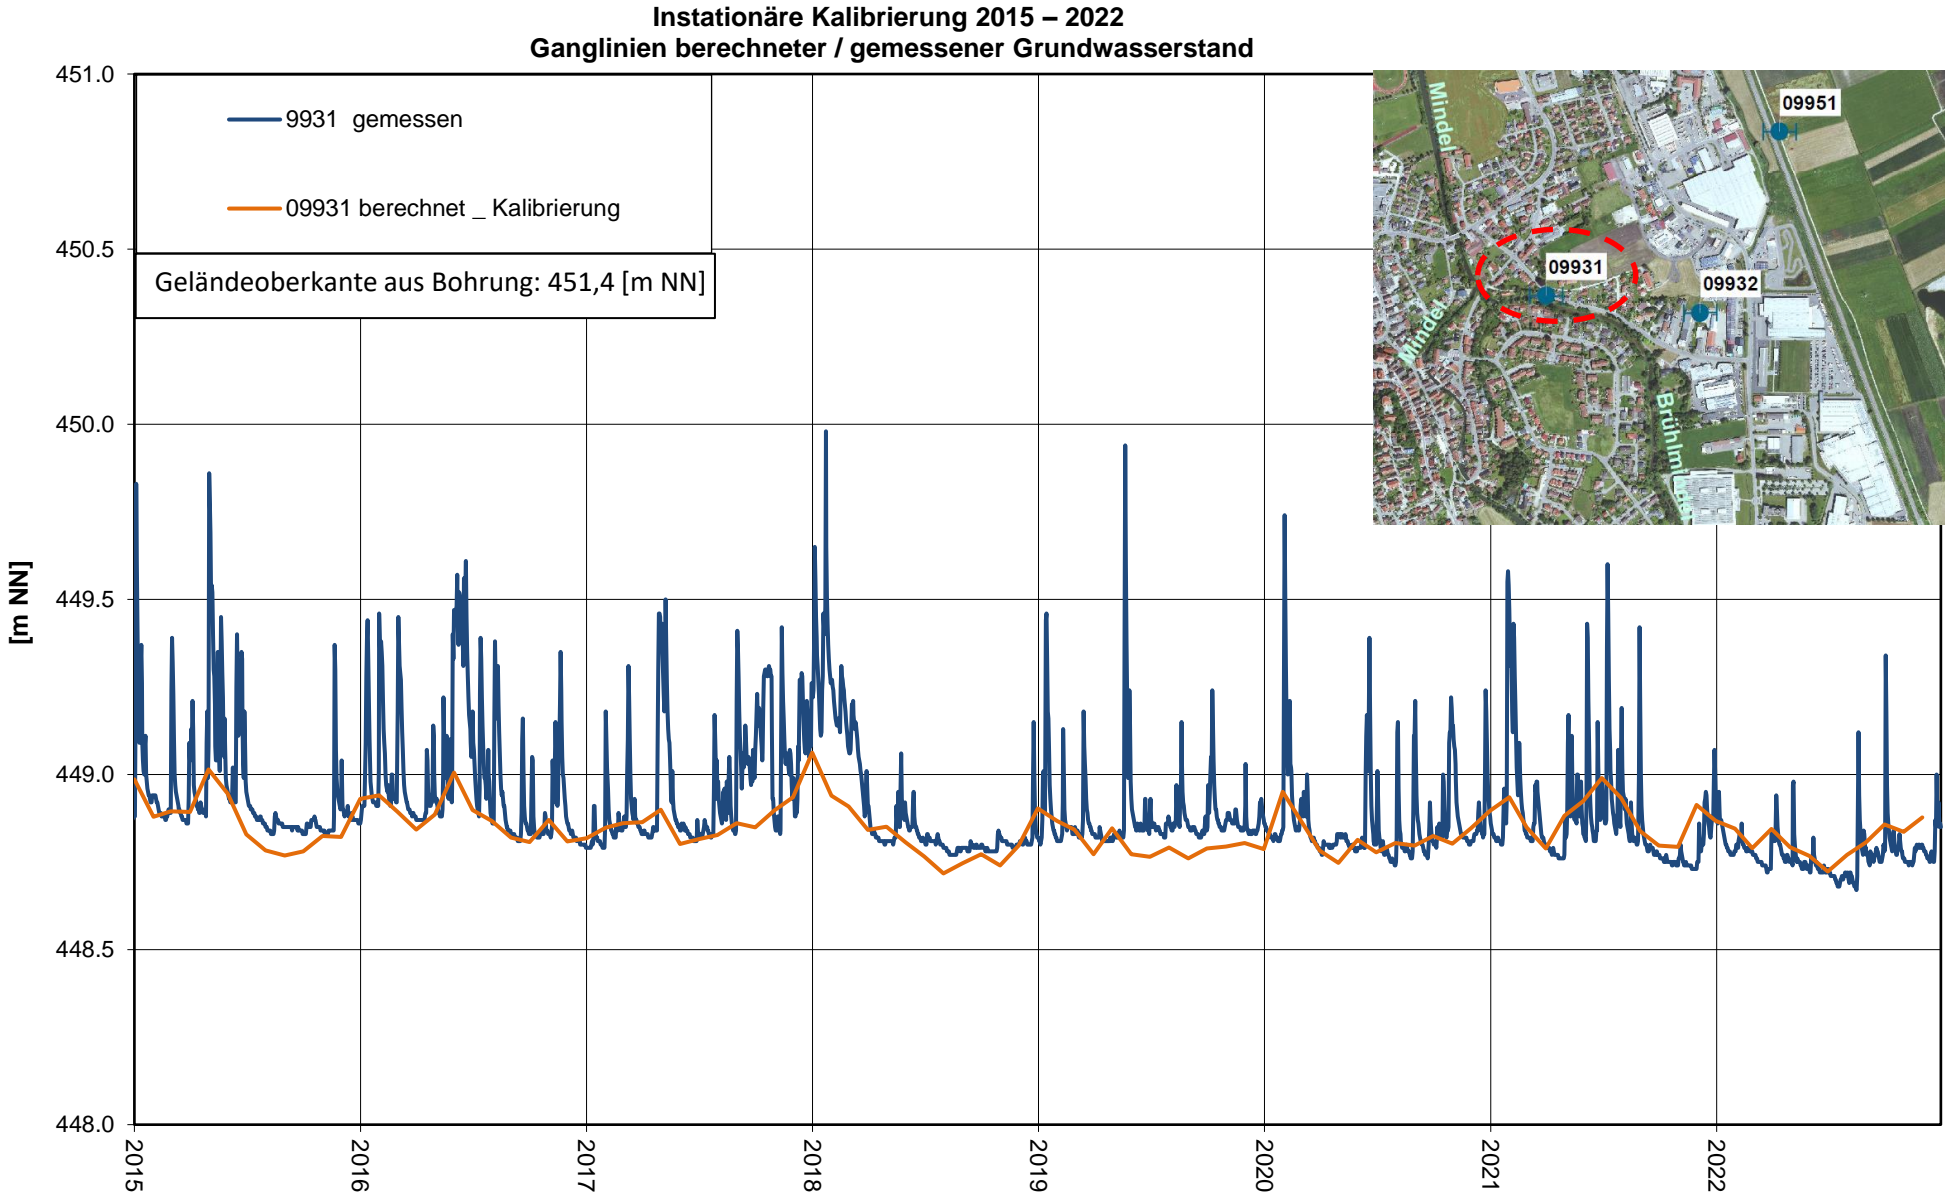 Instationäre Kalibrierung 2015 – 2022
Ganglinien berechneter / gemessener Grundwasserstand
451.0
450.5
450.0
449.5
449.0
448.5
448.0
[m NN]
9931 gemessen
09931 berechnet _ Kalibrierung
Geländeoberkante aus Bohrung: 451,4 [m NN]
Mindel
09951
09931
09932
Mindel
2015
2016
2017
2018
2019
2020
2021
2022